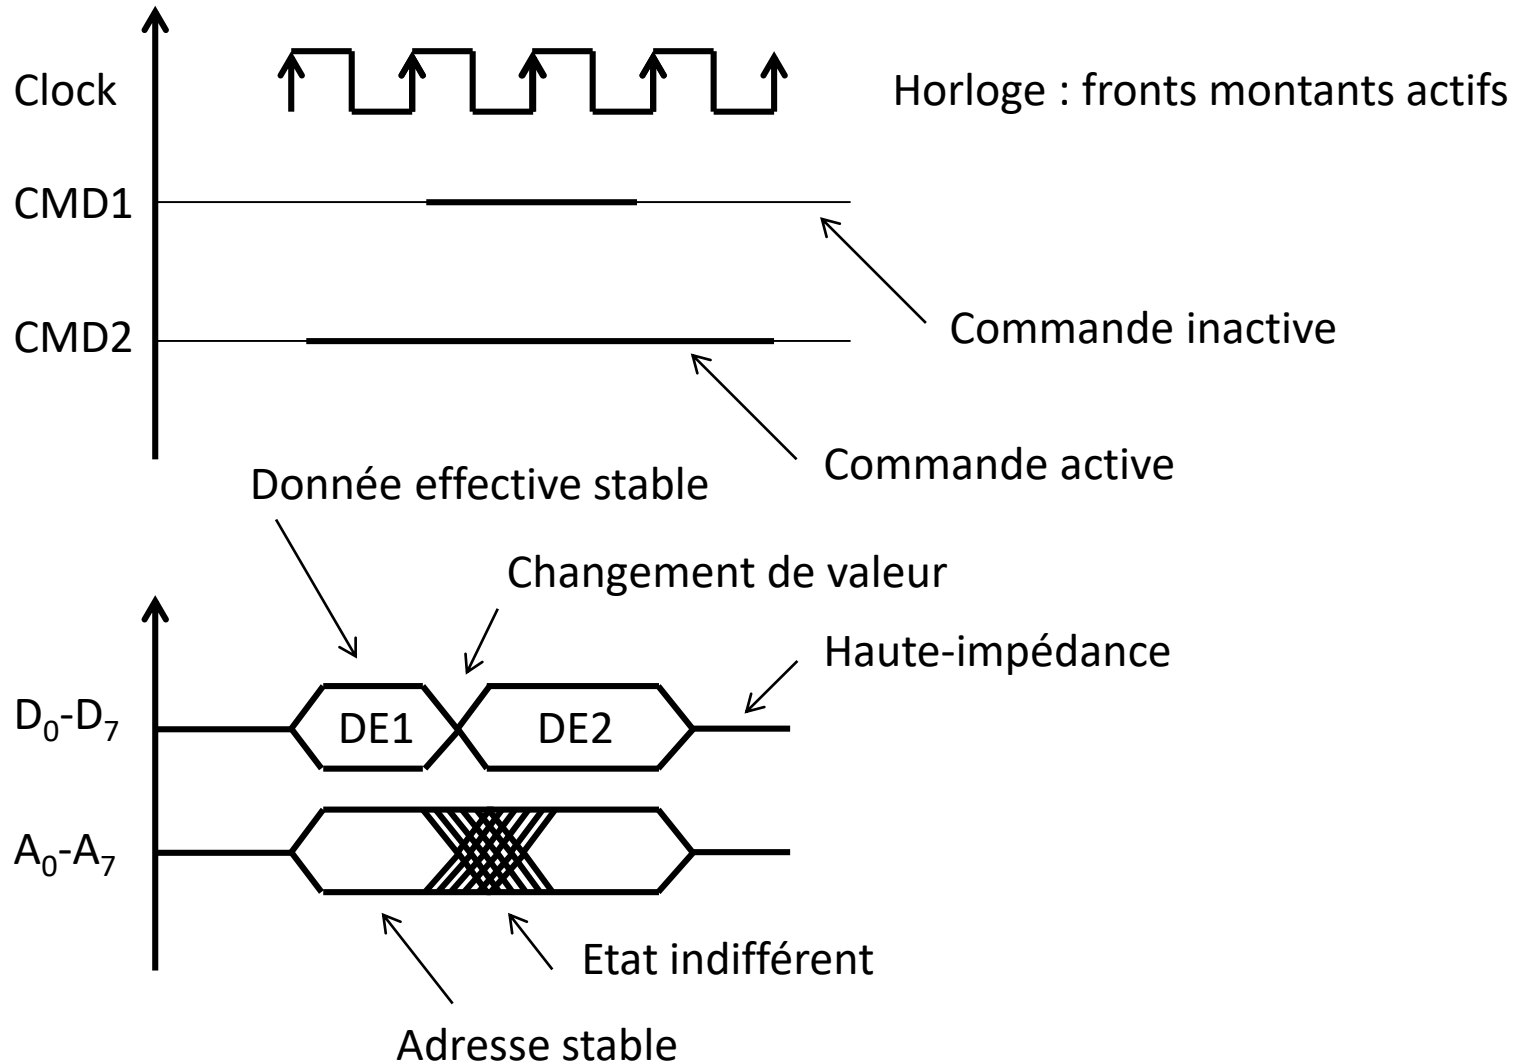 Clock
Horloge : fronts montants actifs
CMD1
Commande inactive
CMD2
Commande active
Donnée effective stable
Changement de valeur
Haute-impédance
D₀-D₇
DE1
DE2
A₀-A₇
Etat indifférent
Adresse stable